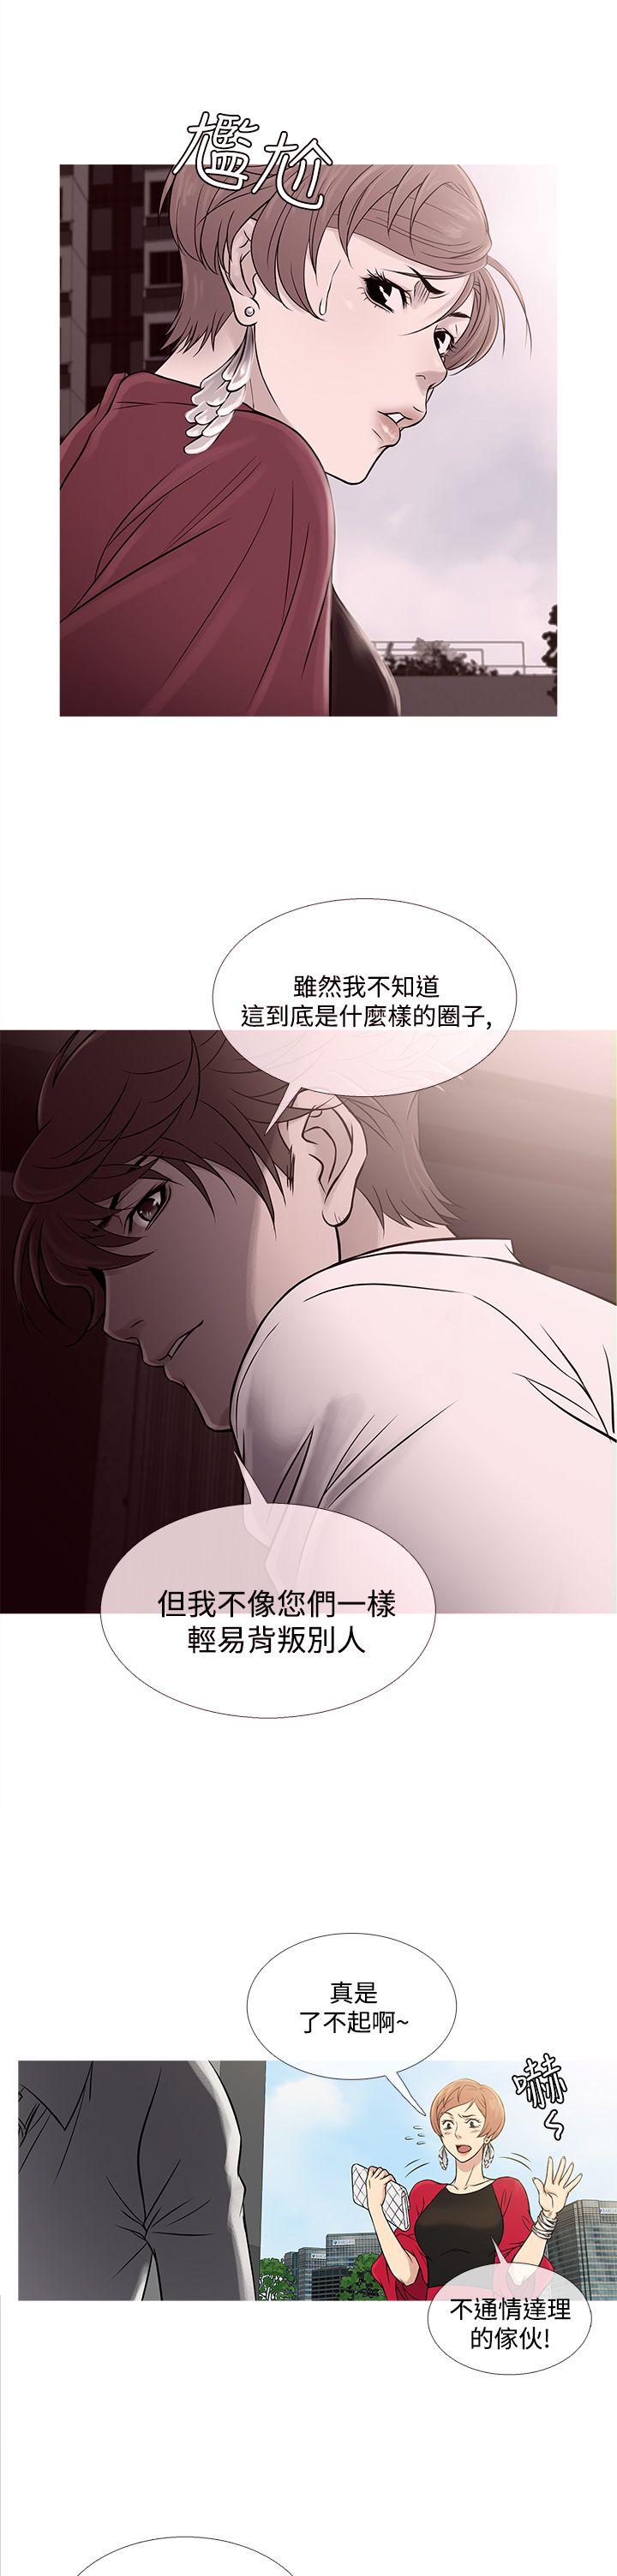 尷尬
雖然我不知道
這到底是什麼樣的圈子,
但我不像您們一樣
輕易背叛別人
真是
了不起啊~
嚇~
不通情達理
的傢伙!